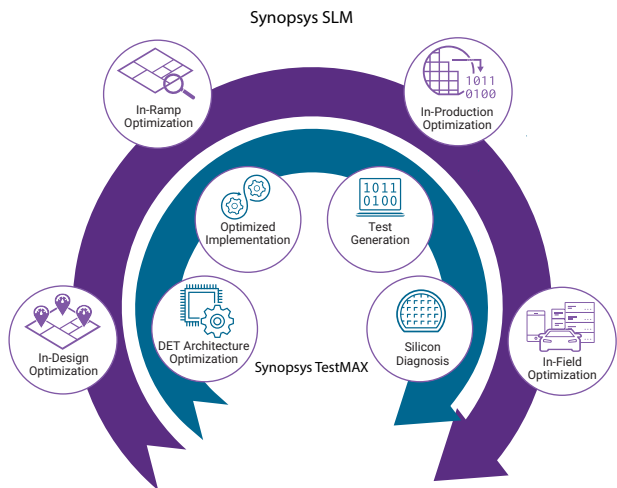 Synopsys SLM
In-Ramp
Optimization
1011
0100
In-Production
Optimization
Optimized
Implementation
1011
0100
Test
Generation
In-Design
Optimization
DET Architecture
Optimization
Silicon
Diagnosis
In-Field
Optimization
Synopsys TestMAX